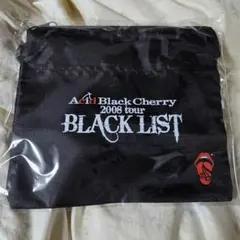 Acid Black Cherry
2008 tour
BLACK LIST